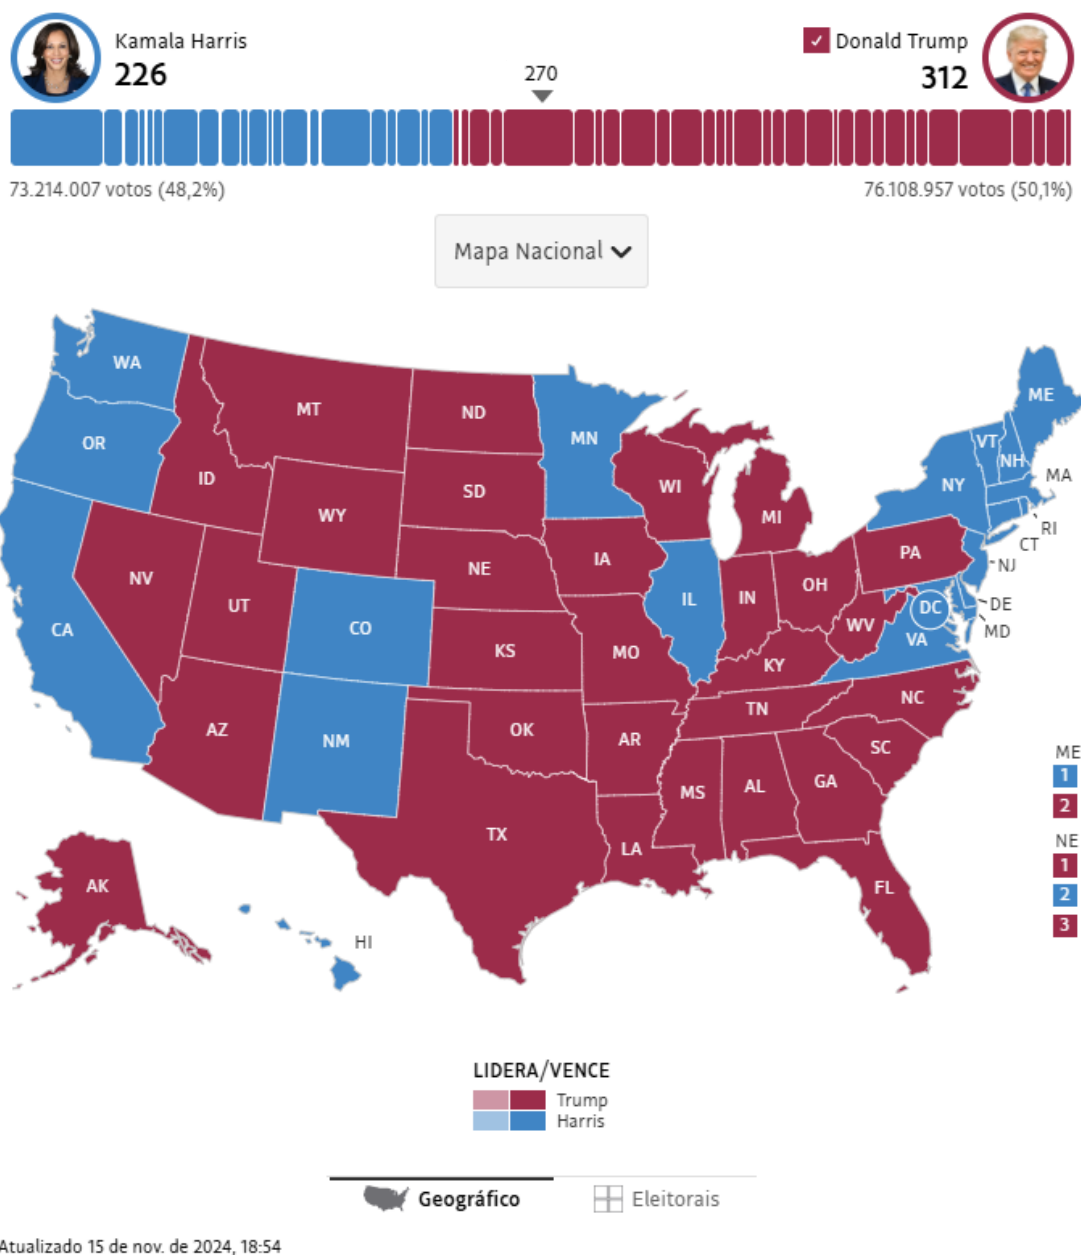 Kamala Harris
226
270
Donald Trump
312
73.214.007 votos (48,2%)
76.108.957 votos (50,1%)
Mapa Nacional
WA
MT
ND
MN
ME
OR
VT
NH
ID
SD
WI
NY
MA
WY
MI
RI
CT
PA
NJ
NV
NE
IA
OH
UT
IL
IN
DE
DC
CA
CO
WV
MD
VA
KS
MO
KY
NC
AZ
NM
OK
TN
AR
SC
MS
AL
GA
TX
LA
FL
AK
HI
ME
1
2
NE
1
2
3
LIDERA/VENCE
Trump
Harris
Geográfico
Eleitorais
Atualizado 15 de nov. de 2024, 18:54